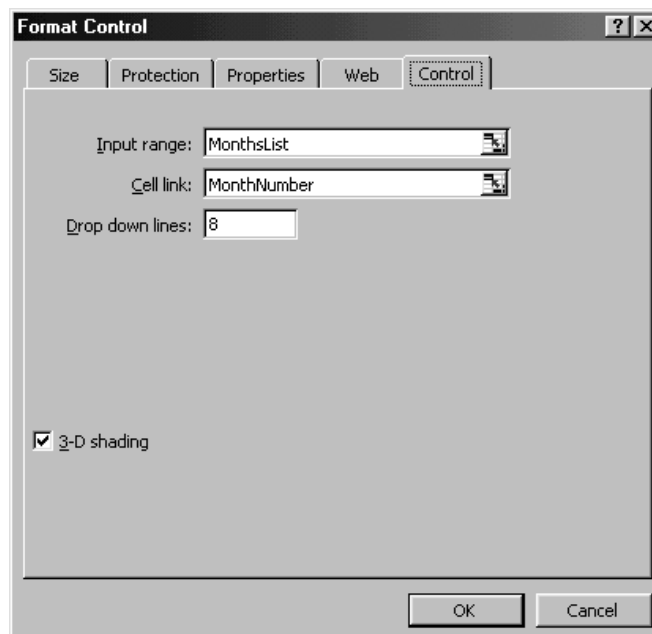 Format Control
Size Protection Properties Web Control
Input range: MonthsList
Cell link: MonthNumber
Drop down lines: 8
3-D shading
OK Cancel